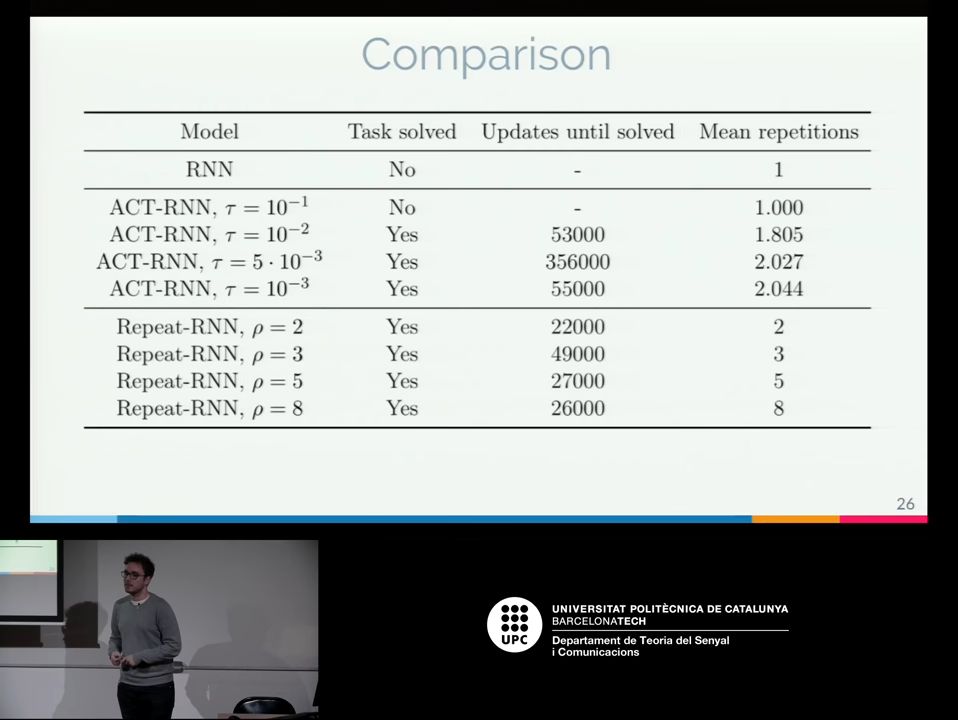 Comparison
Model Task solved Updates until solved Mean repetitions
RNN No - 1
ACT-RNN, τ = 10⁻¹ No - 1.000
ACT-RNN, τ = 10⁻² Yes 53000 1.805
ACT-RNN, τ = 5 · 10⁻³ Yes 356000 2.027
ACT-RNN, τ = 10⁻³ Yes 55000 2.044
Repeat-RNN, ρ = 2 Yes 22000 2
Repeat-RNN, ρ = 3 Yes 49000 3
Repeat-RNN, ρ = 5 Yes 27000 5
Repeat-RNN, ρ = 8 Yes 26000 8
26
UPC
UNIVERSITAT POLITÈCNICA DE CATALUNYA
BARCELONATECH
Departament de Teoria del Senyal
i Comunicacions